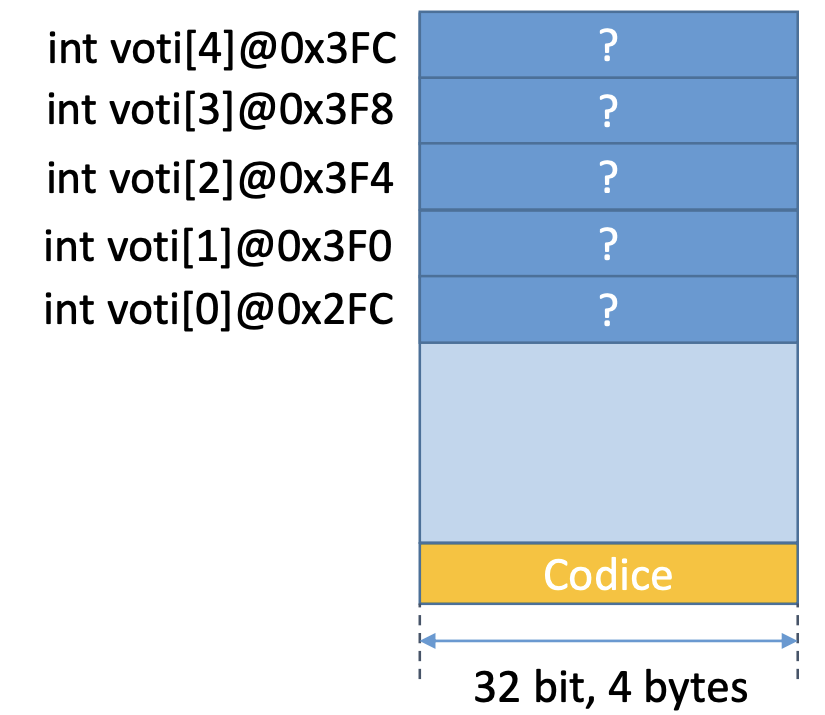 int voti[4]@0x3FC ?
int voti[3]@0x3F8 ?
int voti[2]@0x3F4 ?
int voti[1]@0x3F0 ?
int voti[0]@0x2FC ?
Codice
32 bit, 4 bytes